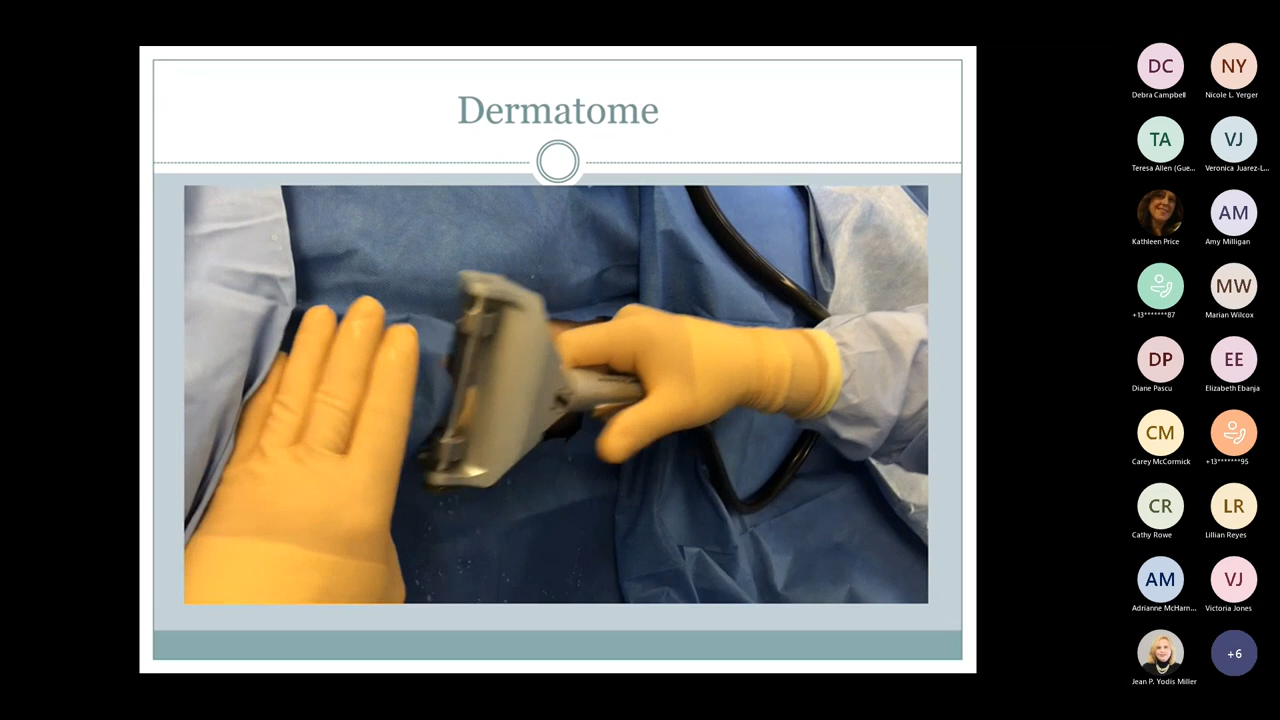 Dermatome
DC
NY
Debra Campbell
Nicole L. Yerger
TA
VJ
Teresa Allen (Gue...
Veronica Juarez-L...
AM
Kathleen Price
Amy Milligan
MW
+13*******87
Marian Wilcox
DP
EE
Diane Pascu
Elizabeth Ebanja
CM
Carey McCormick
+13*******95
CR
LR
Cathy Rowe
Lillian Reyes
AM
VJ
Adrianne McHarn...
Victoria Jones
+6
Jean P. Yodis Miller